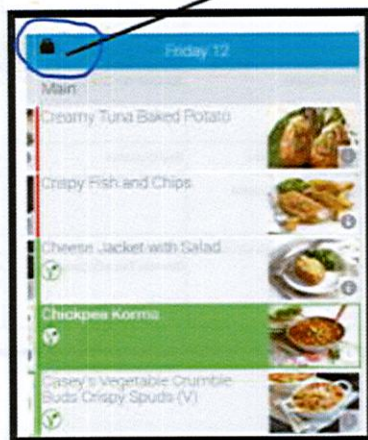 Friday 12
Main
Creamy Tuna Baked Potato
Crispy Fish and Chips
Cheese Jacket with Salad
Chickpea Korma
Casey's Vegetable Crumble
Buds Crispy Spuds (V)